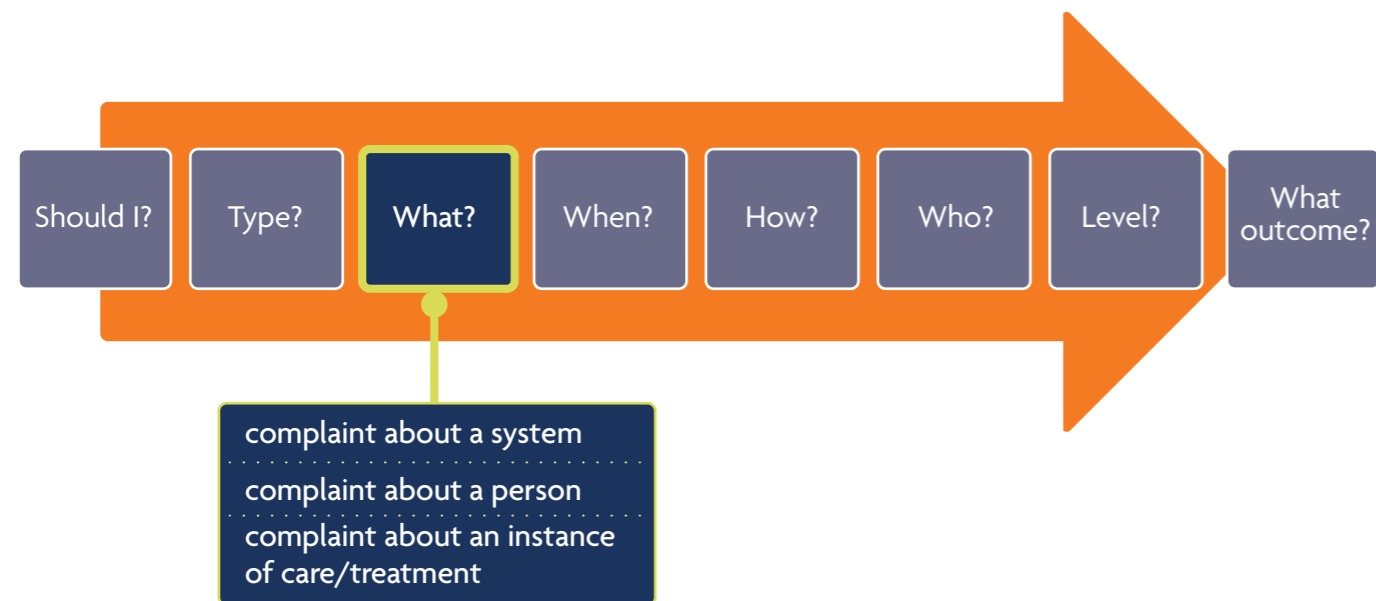 Should I?
Type?
What?
When?
How?
Who?
Level?
What
outcome?
complaint about a system
complaint about a person
complaint about an instance
of care/treatment